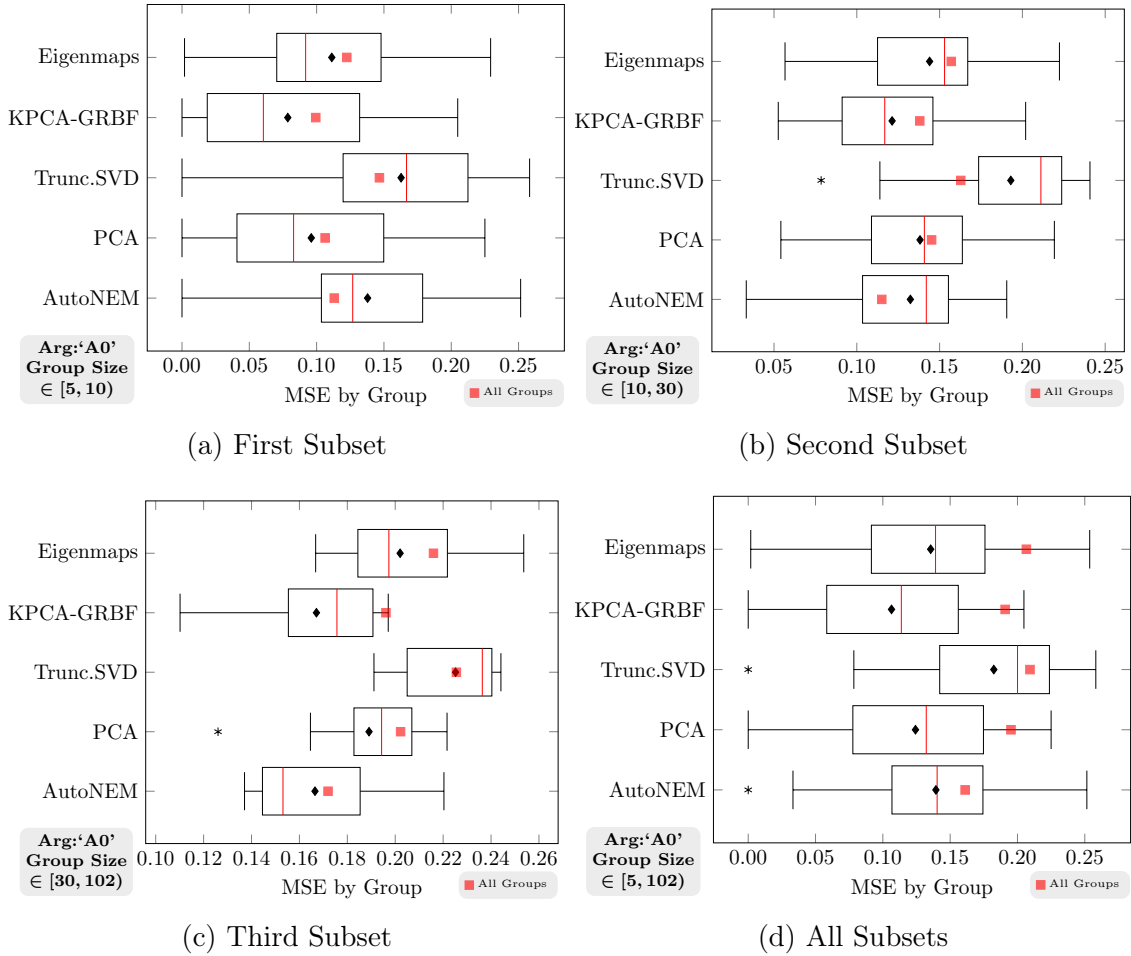 Eigenmaps
KPCA-GRBF
Trunc.SVD
PCA
AutoNEM
0.00 0.05 0.10 0.15 0.20 0.25
MSE by Group
Arg:‘A0’
Group Size
∈ [5, 10)
All Groups
(a) First Subset
Eigenmaps
KPCA-GRBF
Trunc.SVD
*
PCA
AutoNEM
0.05 0.10 0.15 0.20 0.25
MSE by Group
Arg:‘A0’
Group Size
∈ [10, 30)
All Groups
(b) Second Subset
Eigenmaps
KPCA-GRBF
Trunc.SVD
PCA
*
AutoNEM
0.10 0.12 0.14 0.16 0.18 0.20 0.22 0.24 0.26
MSE by Group
Arg:‘A0’
Group Size
∈ [30, 102)
All Groups
(c) Third Subset
Eigenmaps
KPCA-GRBF
Trunc.SVD
*
PCA
AutoNEM
*
0.00 0.05 0.10 0.15 0.20 0.25
MSE by Group
Arg:‘A0’
Group Size
∈ [5, 102)
All Groups
(d) All Subsets